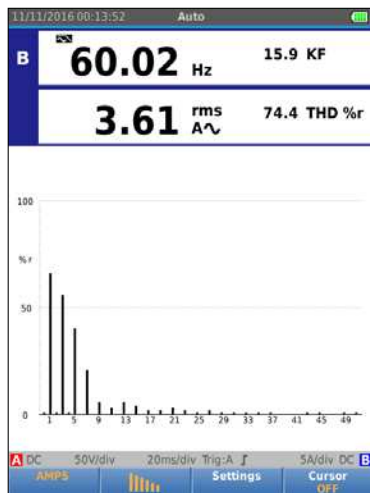 11/11/2016 00:13:52 Auto
B 60.02 Hz 15.9 KF
3.61 rms A∿ 74.4 THD %r
100
%r
50
0
1 5 9 13 17 21 25 29 33 37 41 45 49
A DC 50V/div 20ms/div Trig:A ʃ 5A/div DC B
AMPS Settings Cursor
OFF